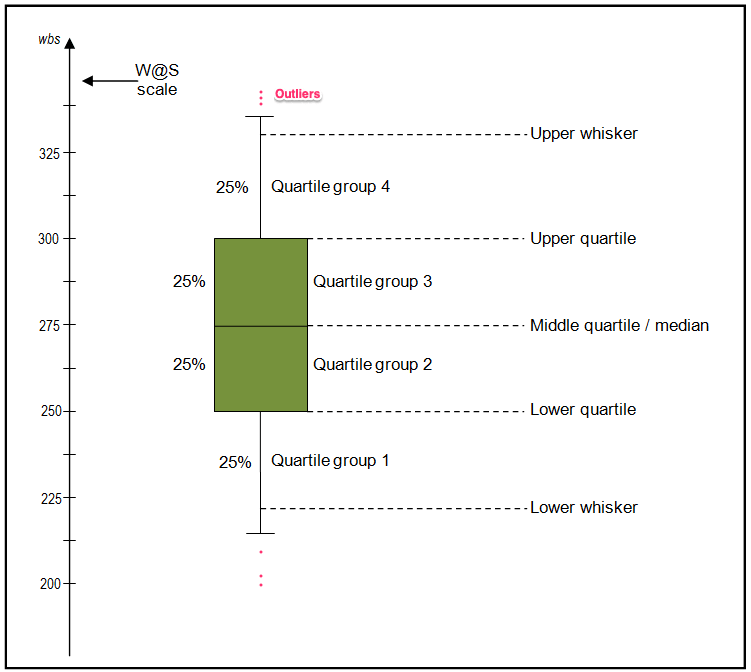 wbs
W@S
scale
Outliers
Upper whisker
325
25%
Quartile group 4
300
Upper quartile
25%
Quartile group 3
275
Middle quartile / median
25%
Quartile group 2
250
Lower quartile
25%
Quartile group 1
225
Lower whisker
200